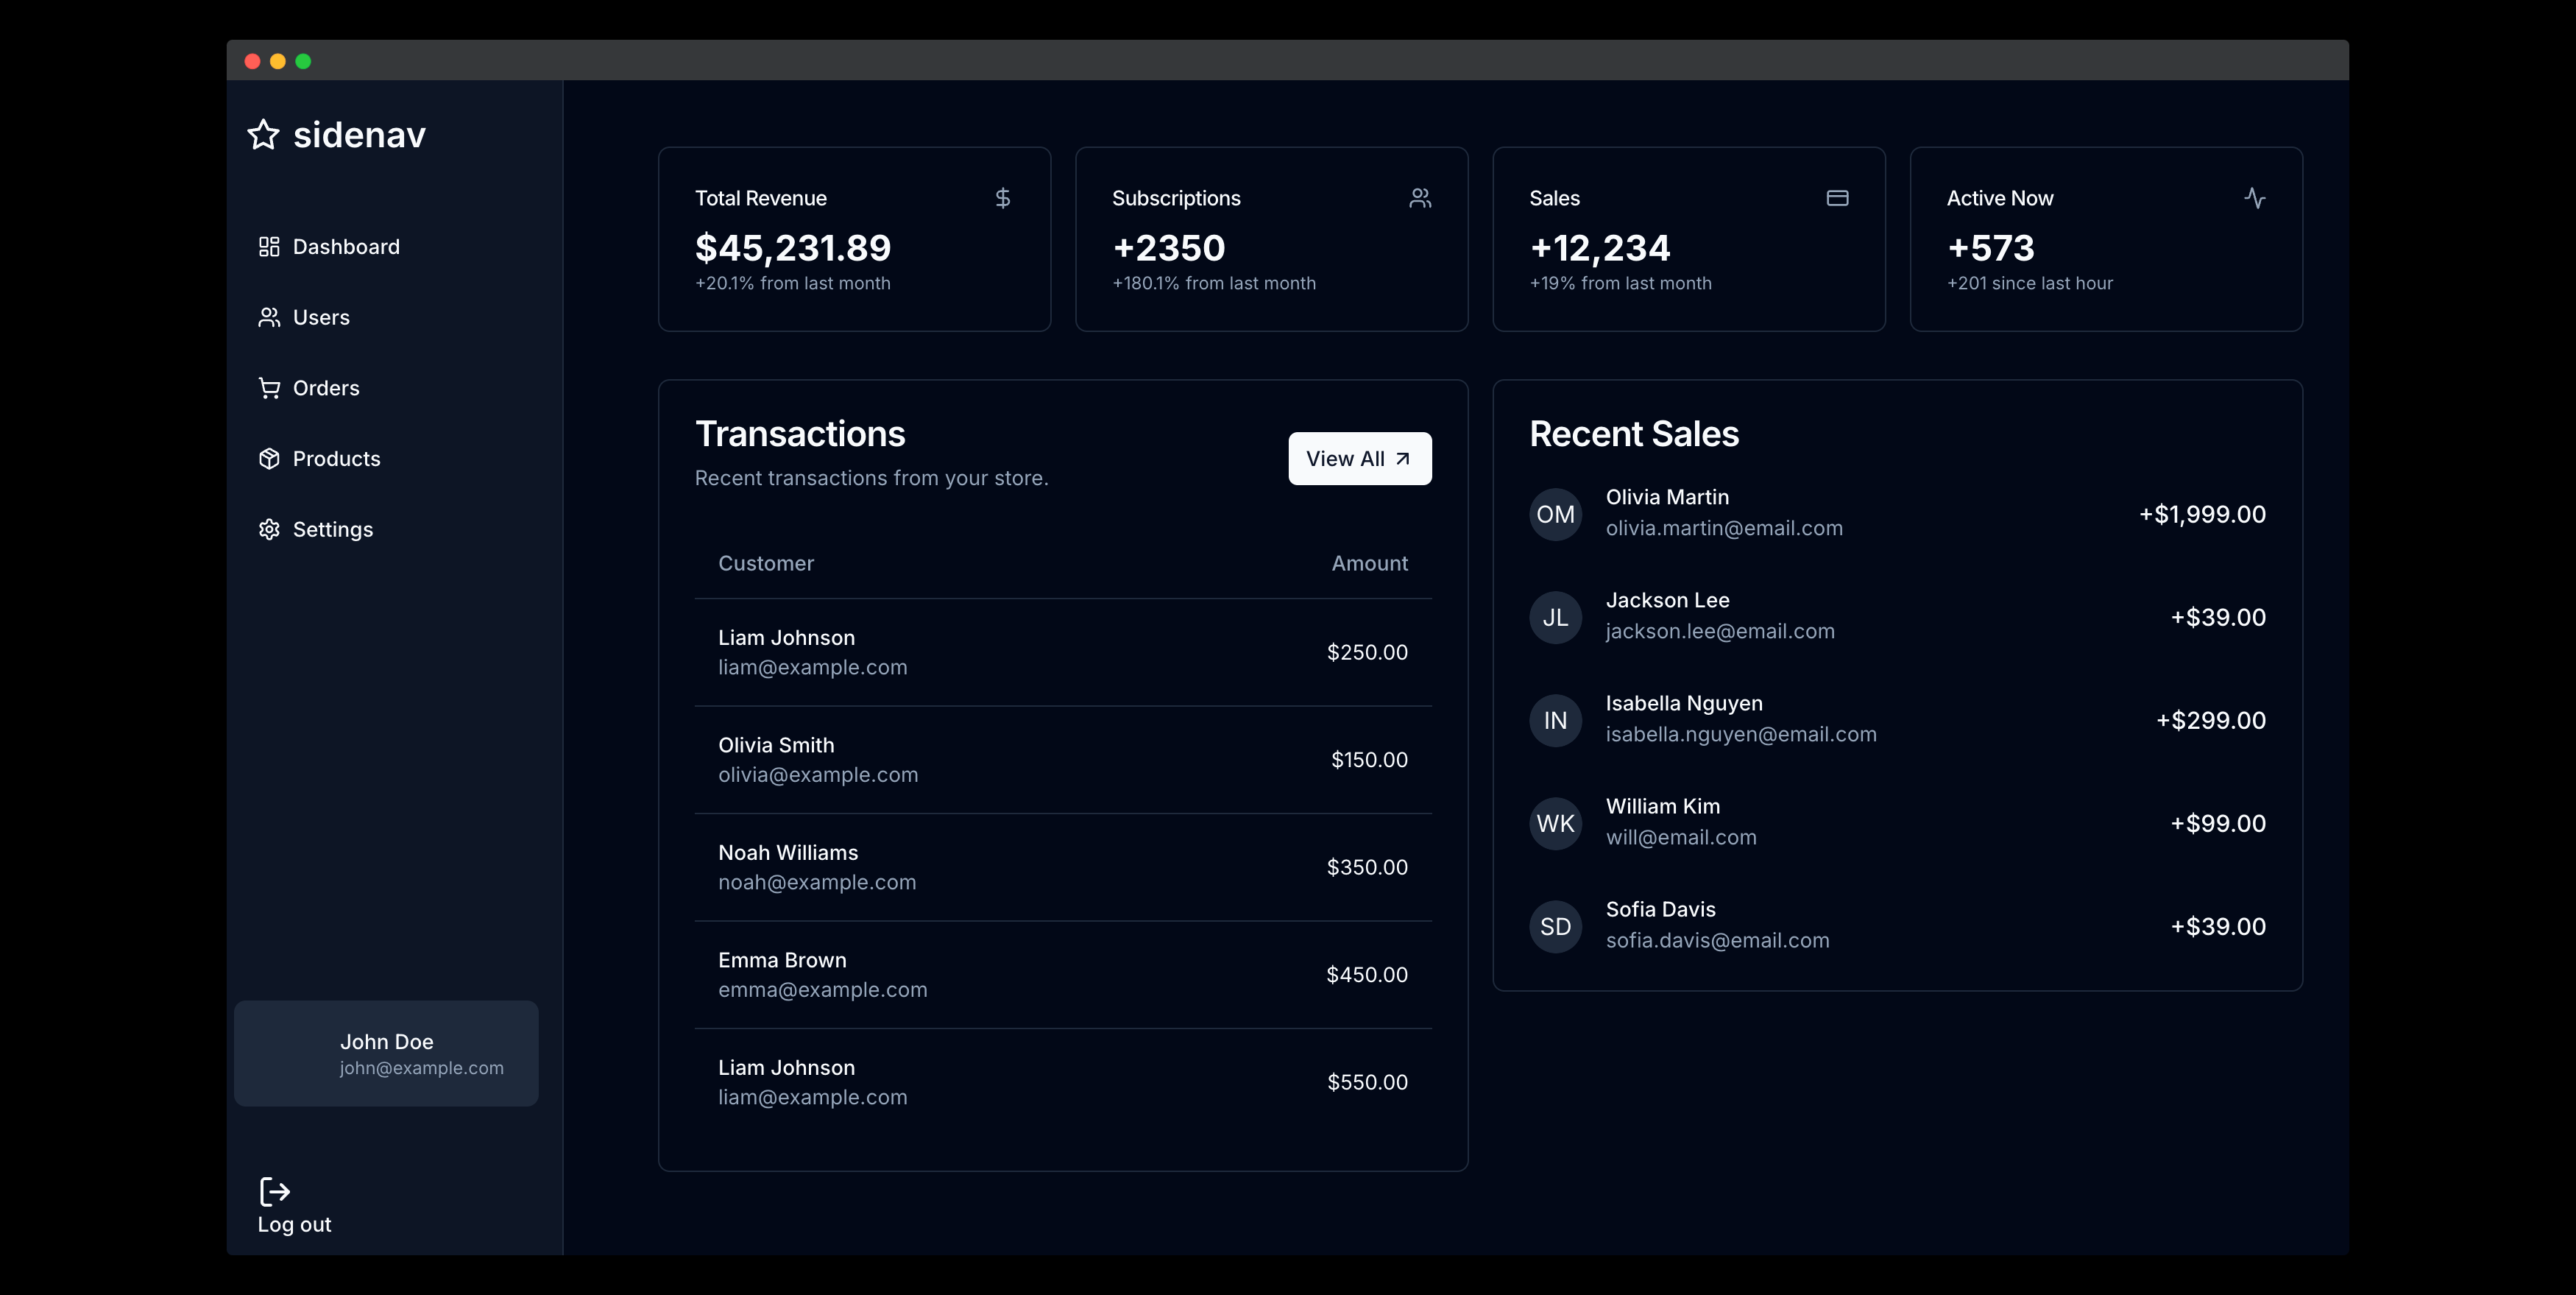 sidenav
Dashboard
Users
Orders
Products
Settings
John Doe
john@example.com
Log out
Total Revenue
$45,231.89
+20.1% from last month
Subscriptions
+2350
+180.1% from last month
Sales
+12,234
+19% from last month
Active Now
+573
+201 since last hour
Transactions
Recent transactions from your store.
View All
Customer Amount
Liam Johnson
liam@example.com
$250.00
Olivia Smith
olivia@example.com
$150.00
Noah Williams
noah@example.com
$350.00
Emma Brown
emma@example.com
$450.00
Liam Johnson
liam@example.com
$550.00
Recent Sales
OM
Olivia Martin
olivia.martin@email.com
+$1,999.00
JL
Jackson Lee
jackson.lee@email.com
+$39.00
IN
Isabella Nguyen
isabella.nguyen@email.com
+$299.00
WK
William Kim
will@email.com
+$99.00
SD
Sofia Davis
sofia.davis@email.com
+$39.00